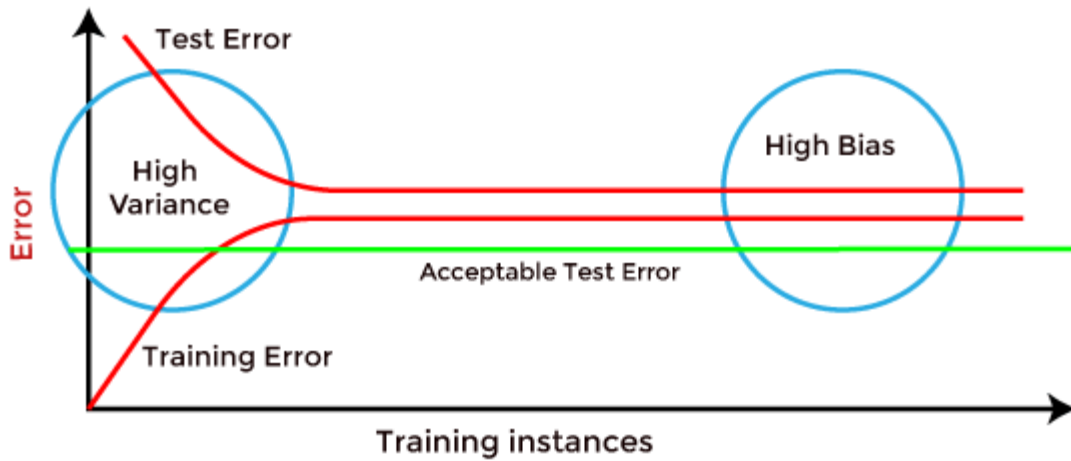 Test Error
High Bias
High
Variance
Error
Acceptable Test Error
Training Error
Training instances